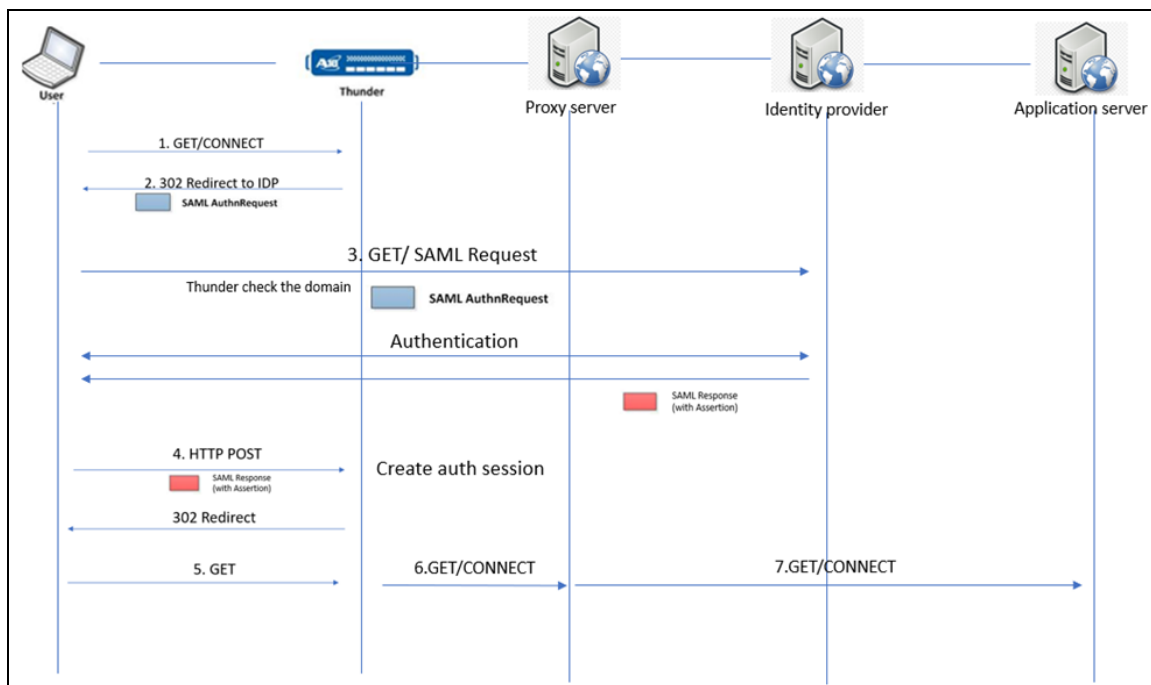 User
A10
Thunder
Proxy server
Identity provider
Application server
1. GET/CONNECT
2. 302 Redirect to IDP
SAML AuthnRequest
3. GET/ SAML Request
Thunder check the domain
SAML AuthnRequest
Authentication
SAML Response
(with Assertion)
4. HTTP POST
SAML Response
(with Assertion)
Create auth session
302 Redirect
5. GET
6.GET/CONNECT
7.GET/CONNECT